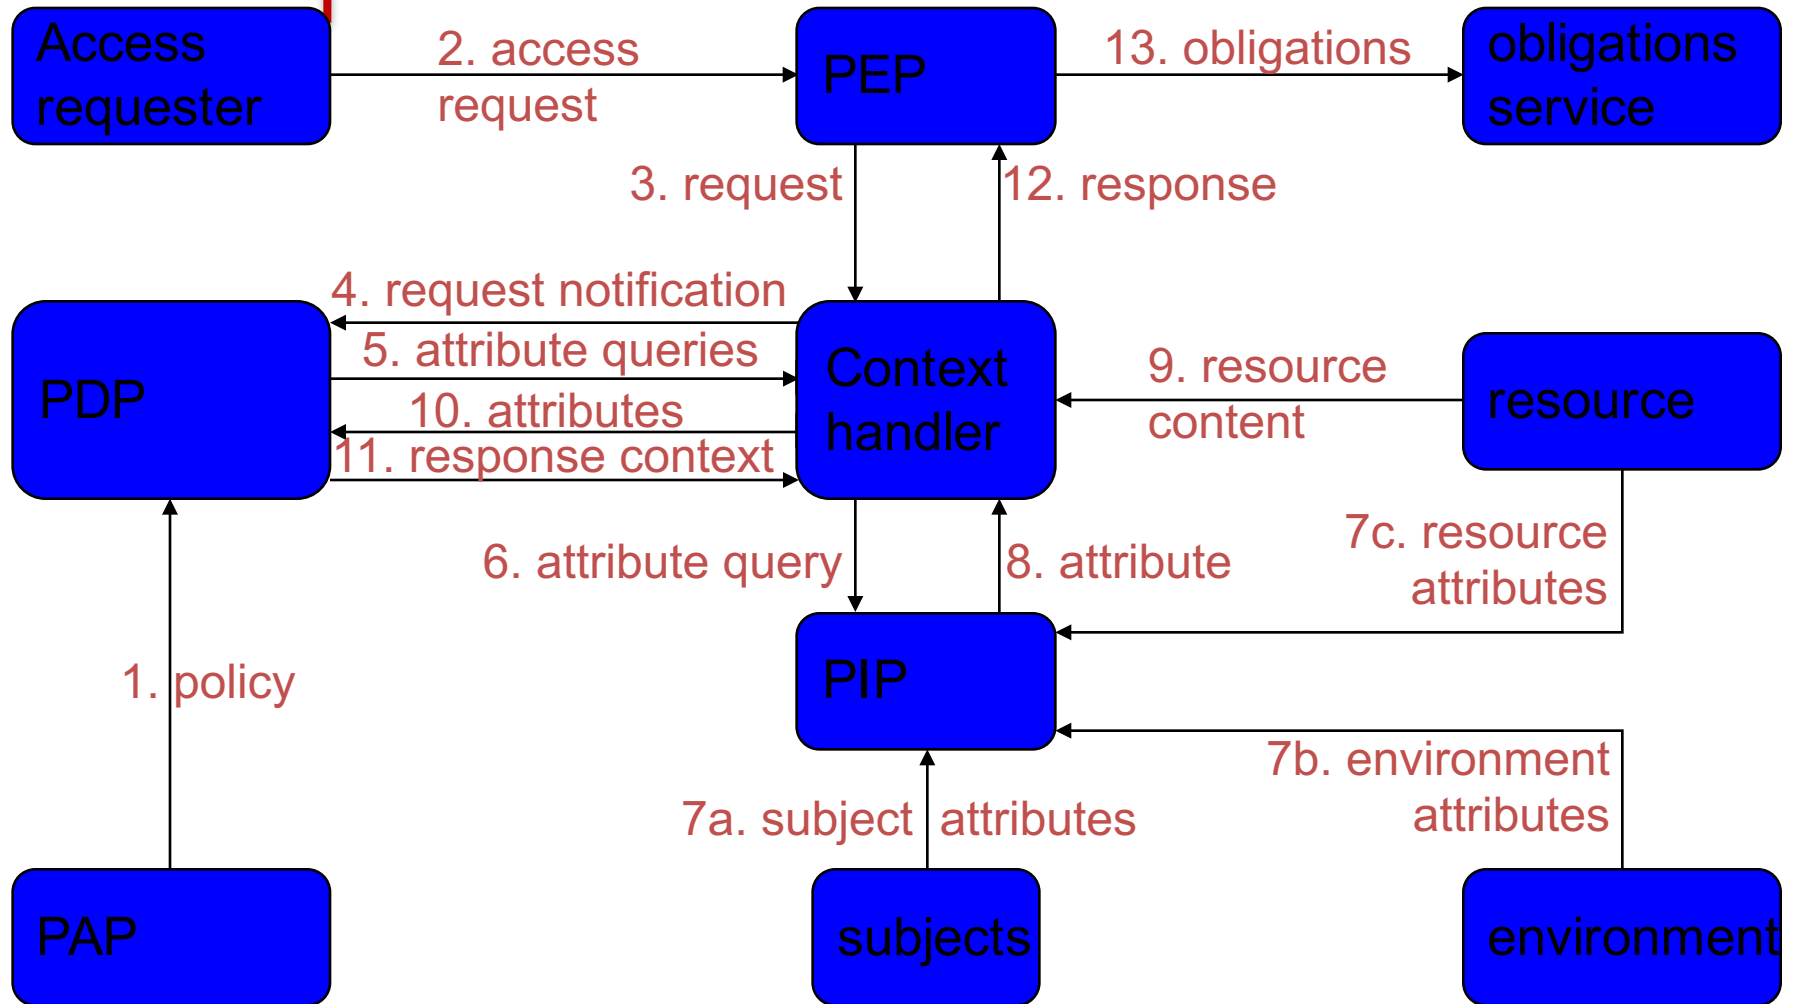 Access
requester
2. access
request
PEP
13. obligations
obligations
service
3. request
12. response
4. request notification
5. attribute queries
10. attributes
11. response context
PDP
Context
handler
9. resource
content
resource
6. attribute query
8. attribute
7c. resource
attributes
1. policy
PIP
7b. environment
attributes
7a. subject attributes
PAP
subjects
environment